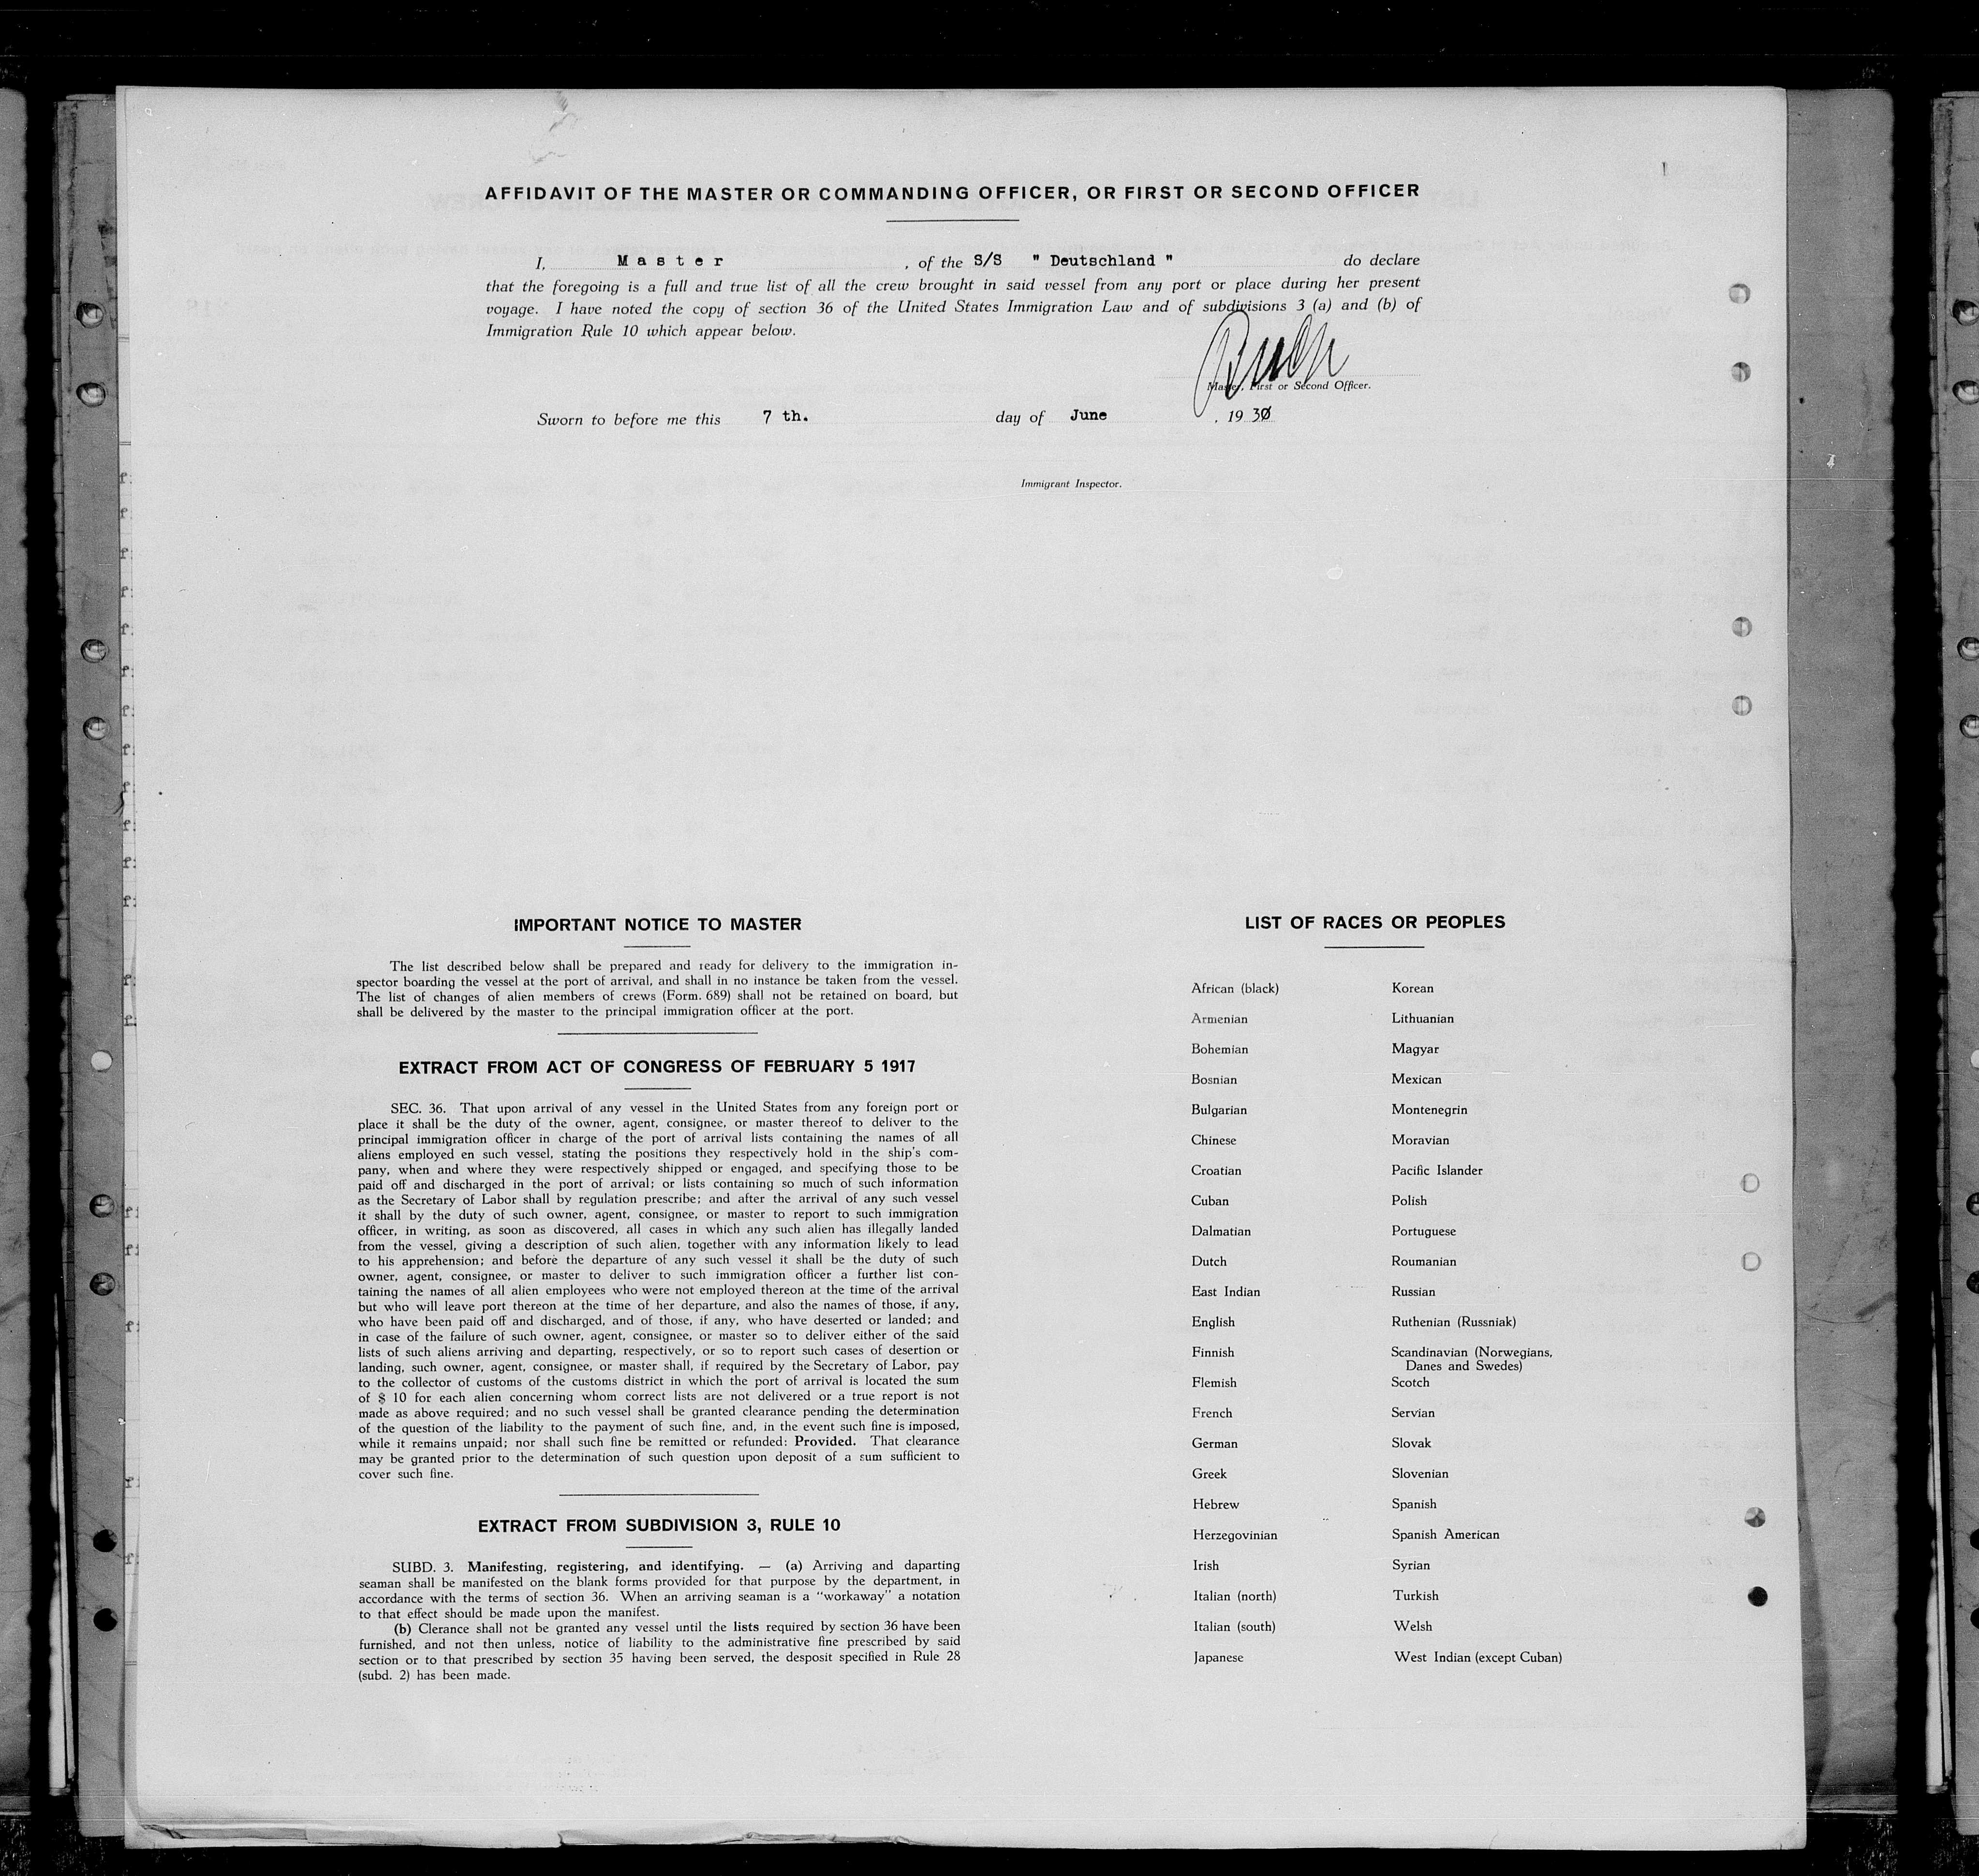 AFFIDAVIT OF THE MASTER OR COMMANDING OFFICER, OR FIRST OR SECOND OFFICER
I, Master, of the S/S " Deutschland " do declare
that the foregoing is a full and true list of all the crew brought in said vessel from any port or place during her present
voyage. I have noted the copy of section 36 of the United States Immigration Law and of subdivisions 3 (a) and (b) of
Immigration Rule 10 which appear below.
Master, First or Second Officer.
Sworn to before me this 7 th. day of June, 1930
Immigrant Inspector.
IMPORTANT NOTICE TO MASTER
The list described below shall be prepared and ready for delivery to the immigration in-
spector boarding the vessel at the port of arrival, and shall in no instance be taken from the vessel.
The list of changes of alien members of crews (Form. 689) shall not be retained on board, but
shall be delivered by the master to the principal immigration officer at the port.
EXTRACT FROM ACT OF CONGRESS OF FEBRUARY 5 1917
SEC. 36. That upon arrival of any vessel in the United States from any foreign port or
place it shall be the duty of the owner, agent, consignee, or master thereof to deliver to the
principal immigration officer in charge of the port of arrival lists containing the names of all
aliens employed en such vessel, stating the positions they respectively hold in the ship's com-
pany, when and where they were respectively shipped or engaged, and specifying those to be
paid off and discharged in the port of arrival; or lists containing so much of such information
as the Secretary of Labor shall by regulation prescribe; and after the arrival of any such vessel
it shall by the duty of such owner, agent, consignee, or master to report to such immigration
officer, in writing, as soon as discovered, all cases in which any such alien has illegally landed
from the vessel, giving a description of such alien, together with any information likely to lead
to his apprehension; and before the departure of any such vessel it shall be the duty of such
owner, agent, consignee, or master to deliver to such immigration officer a further list con-
taining the names of all alien employees who were not employed thereon at the time of the arrival
but who will leave port thereon at the time of her departure, and also the names of those, if any,
who have been paid off and discharged, and of those, if any, who have deserted or landed; and
in case of the failure of such owner, agent, consignee, or master so to deliver either of the said
lists of such aliens arriving and departing, respectively, or so to report such cases of desertion or
landing, such owner, agent, consignee, or master shall, if required by the Secretary of Labor, pay
to the collector of customs of the customs district in which the port of arrival is located the sum
of $ 10 for each alien concerning whom correct lists are not delivered or a true report is not
made as above required; and no such vessel shall be granted clearance pending the determination
of the question of the liability to the payment of such fine, and, in the event such fine is imposed,
while it remains unpaid; nor shall such fine be remitted or refunded: Provided. That clearance
may be granted prior to the determination of such question upon deposit of a sum sufficient to
cover such fine.
EXTRACT FROM SUBDIVISION 3, RULE 10
SUBD. 3. Manifesting, registering, and identifying. — (a) Arriving and daparting
seaman shall be manifested on the blank forms provided for that purpose by the department, in
accordance with the terms of section 36. When an arriving seaman is a "workaway" a notation
to that effect should be made upon the manifest.
(b) Clerance shall not be granted any vessel until the lists required by section 36 have been
furnished, and not then unless, notice of liability to the administrative fine prescribed by said
section or to that prescribed by section 35 having been served, the desposit specified in Rule 28
(subd. 2) has been made.
LIST OF RACES OR PEOPLES
African (black)
Armenian
Bohemian
Bosnian
Bulgarian
Chinese
Croatian
Cuban
Dalmatian
Dutch
East Indian
English
Finnish
Flemish
French
German
Greek
Hebrew
Herzegovinian
Irish
Italian (north)
Italian (south)
Japanese
Korean
Lithuanian
Magyar
Mexican
Montenegrin
Moravian
Pacific Islander
Polish
Portuguese
Roumanian
Russian
Ruthenian (Russniak)
Scandinavian (Norwegians,
Danes and Swedes)
Scotch
Servian
Slovak
Slovenian
Spanish
Spanish American
Syrian
Turkish
Welsh
West Indian (except Cuban)